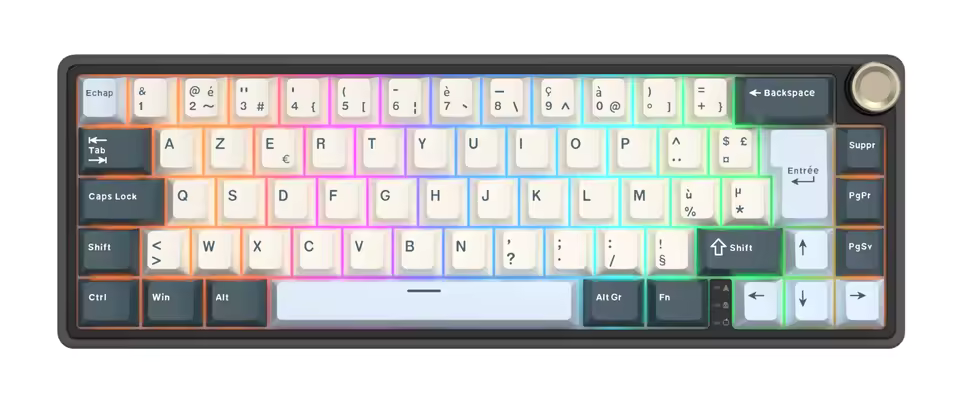 Echap & 1 @ é 2 ~ " 3 # ' 4 { ( 5 [ - 6 ¦ è 7 ` — 8 \ ç 9 ^ à 0 @ ) ° ] = + } ← Backspace
Tab A Z E € R T Y U I O P ^ ¨ $ £ ¤ Entrée Suppr
Caps Lock Q S D F G H J K L M ù % µ * PgPr
Shift < > W X C V B N , ? ; . : / ! § ⇧ Shift ↑ PgSv
Ctrl Win Alt Alt Gr Fn ← ↓ →